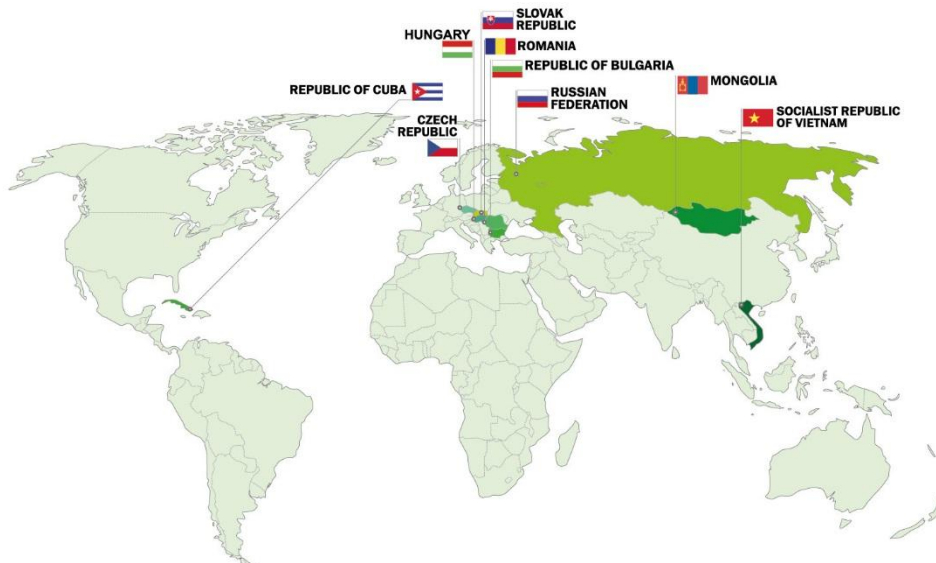 SLOVAK
REPUBLIC
HUNGARY
ROMANIA
REPUBLIC OF BULGARIA
REPUBLIC OF CUBA
RUSSIAN
FEDERATION
MONGOLIA
CZECH
REPUBLIC
SOCIALIST REPUBLIC
OF VIETNAM